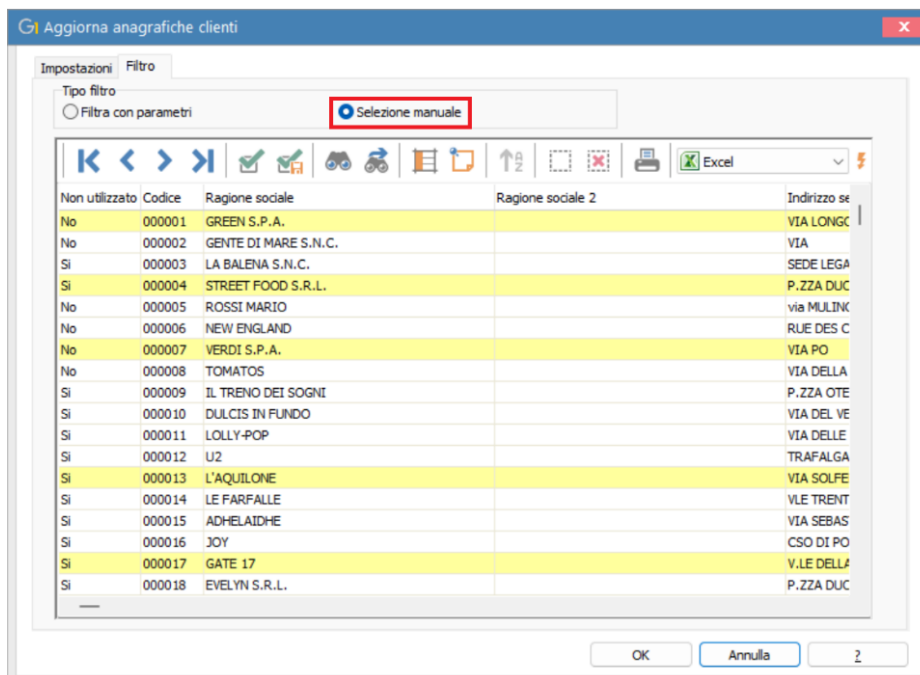 G1 Aggiorna anagrafiche clienti
Impostazioni Filtro
Tipo filtro
Filtra con parametri Selezione manuale
Excel
Non utilizzato Codice Ragione sociale Ragione sociale 2 Indirizzo se
No 000001 GREEN S.P.A. VIA LONGO
No 000002 GENTE DI MARE S.N.C. VIA
Si 000003 LA BALENA S.N.C. SEDE LEGA
Si 000004 STREET FOOD S.R.L. P.ZZA DUC
No 000005 ROSSI MARIO via MULINO
No 000006 NEW ENGLAND RUE DES C
No 000007 VERDI S.P.A. VIA PO
No 000008 TOMATOS VIA DELLA
Si 000009 IL TRENO DEI SOGNI P.ZZA OTE
Si 000010 DULCIS IN FUNDO VIA DEL VE
Si 000011 LOLLY-POP VIA DELLE
Si 000012 U2 TRAFALGA
Si 000013 L'AQUILONE VIA SOLFE
Si 000014 LE FARFALLE VLE TRENT
Si 000015 ADHELAIDHE VIA SEBAS
Si 000016 JOY CSO DI PO
Si 000017 GATE 17 V.LE DELLA
Si 000018 EVELYN S.R.L. P.ZZA DUC
OK Annulla ?